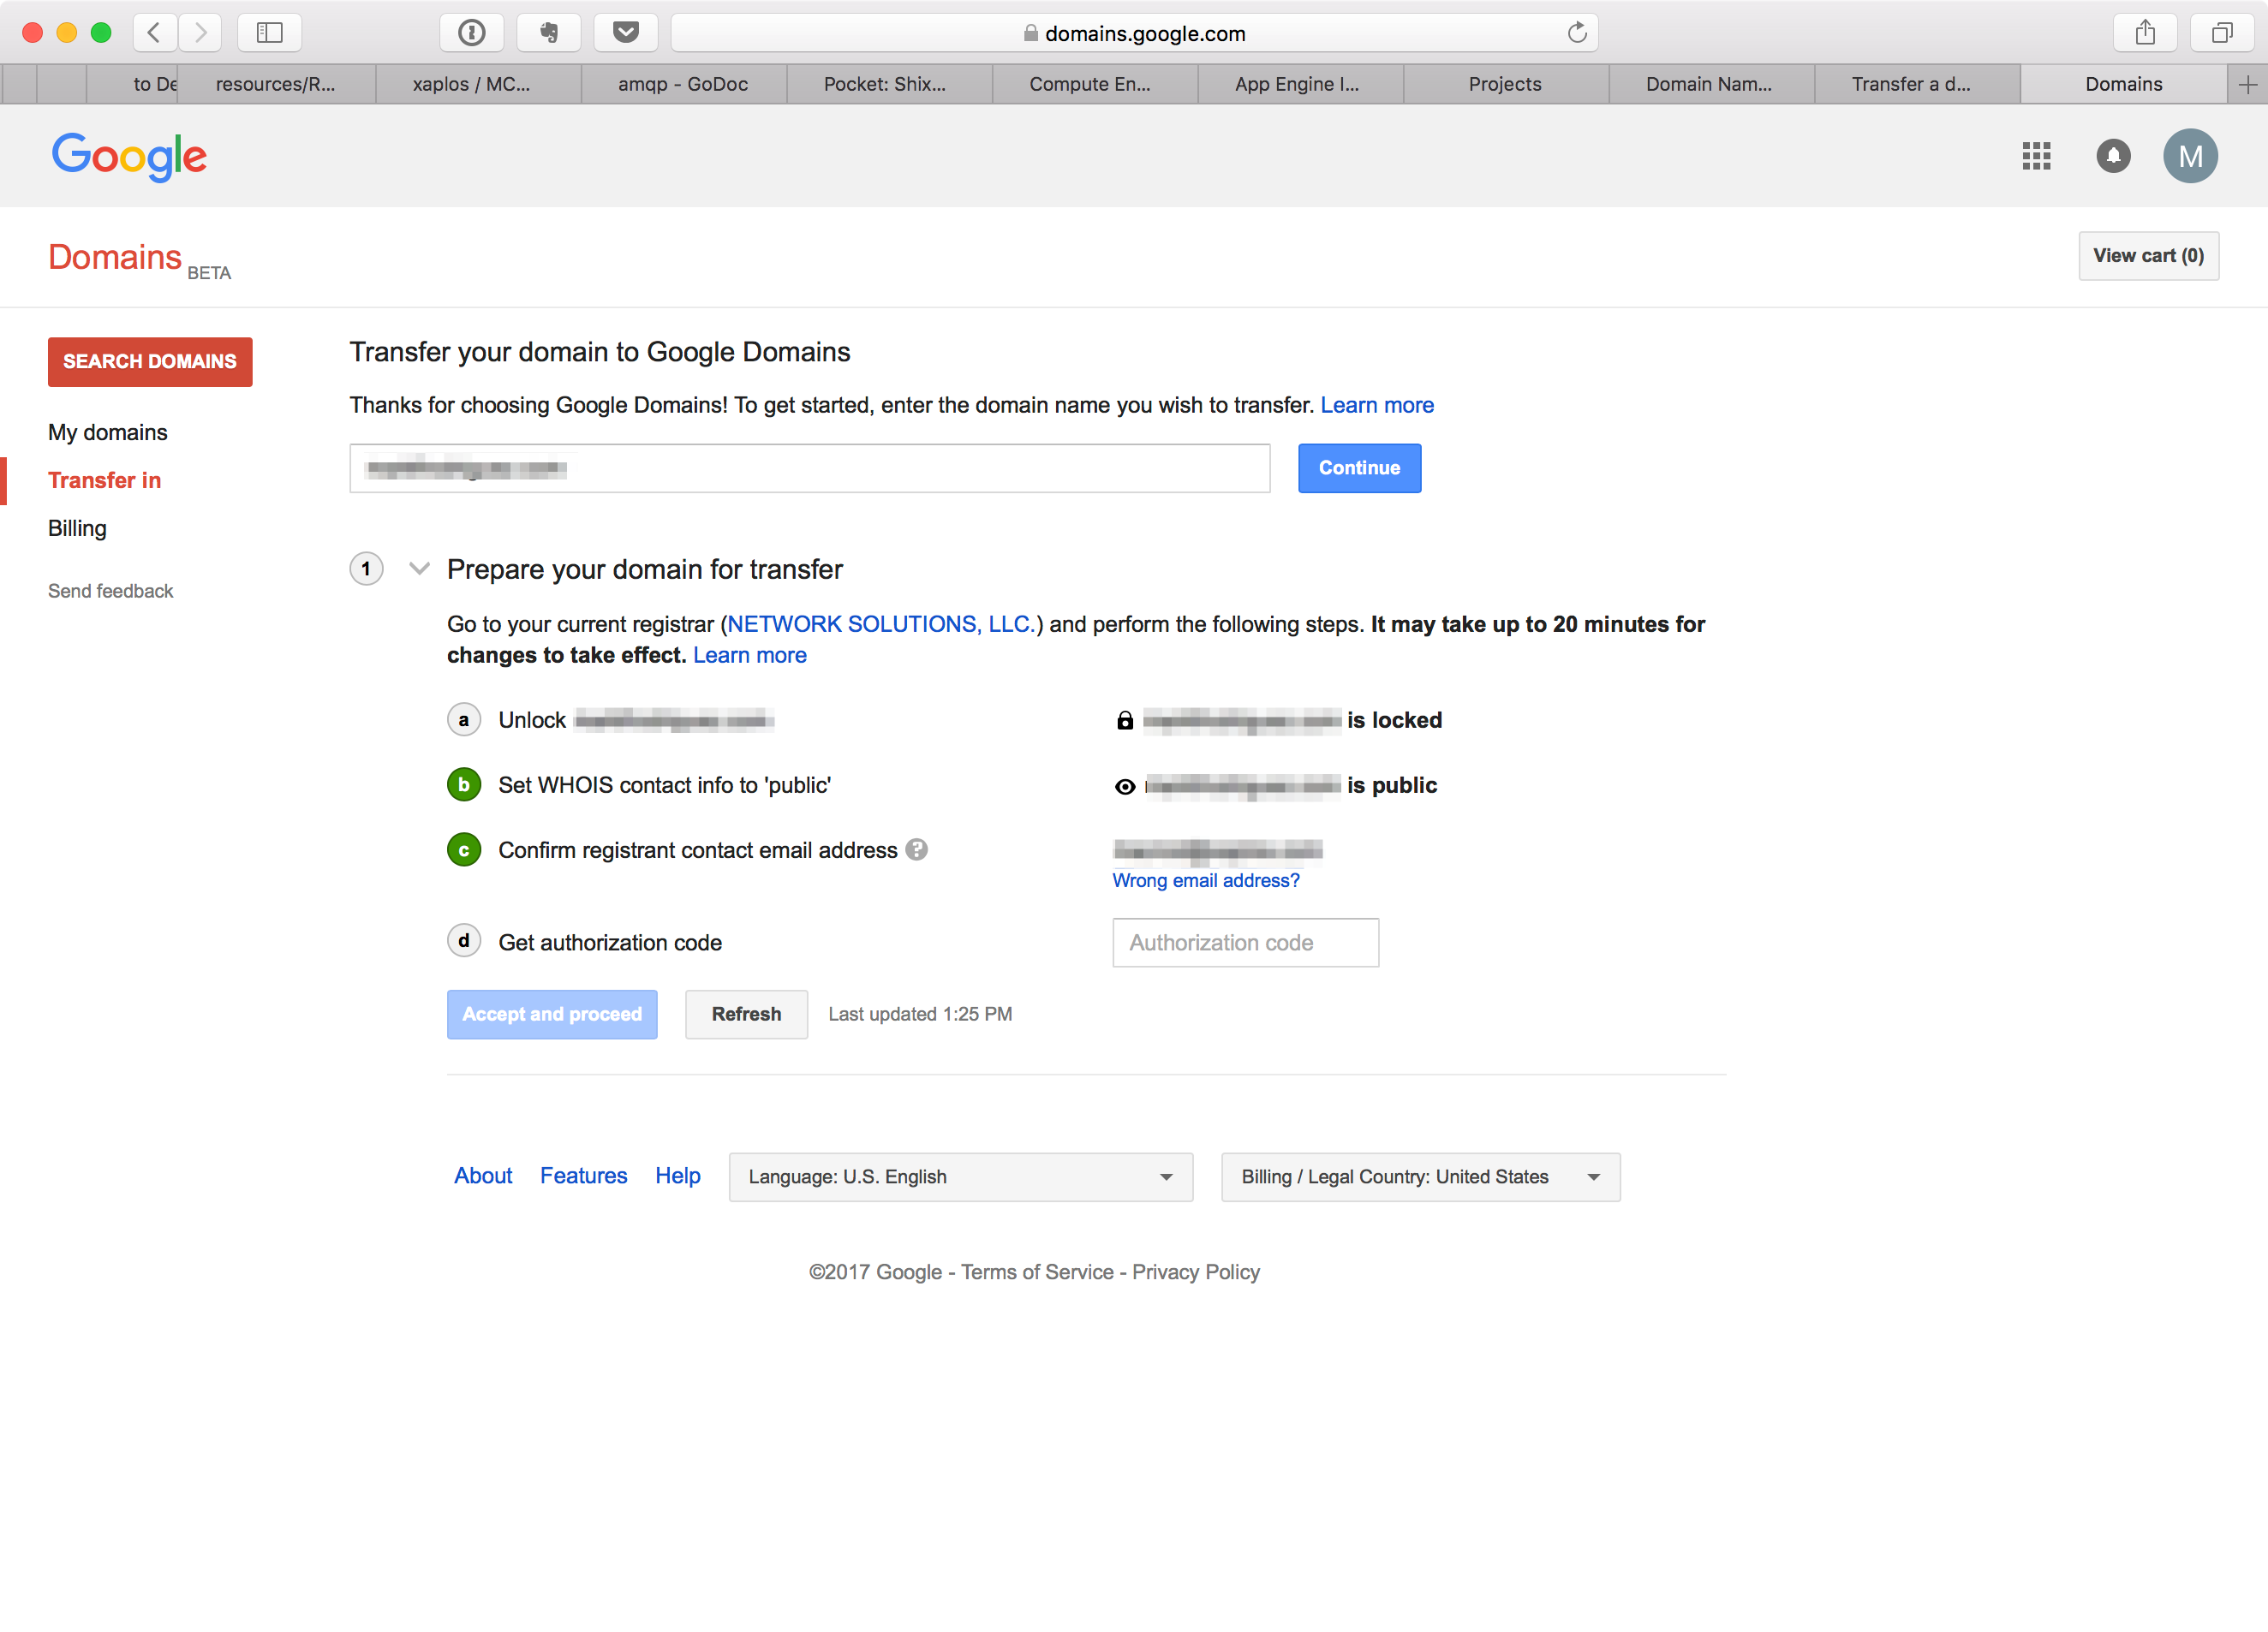 domains.google.com
to De
resources/R...
xaplos / MC...
amqp - GoDoc
Pocket: Shix...
Compute En...
App Engine I...
Projects
Domain Nam...
Transfer a d...
Domains
Google
M
Domains BETA
View cart (0)
SEARCH DOMAINS
My domains
Transfer in
Billing
Send feedback
Transfer your domain to Google Domains
Thanks for choosing Google Domains! To get started, enter the domain name you wish to transfer. Learn more
Continue
1 Prepare your domain for transfer
Go to your current registrar (NETWORK SOLUTIONS, LLC.) and perform the following steps. It may take up to 20 minutes for
changes to take effect. Learn more
a Unlock
is locked
b Set WHOIS contact info to 'public'
is public
c Confirm registrant contact email address ?
Wrong email address?
d Get authorization code
Authorization code
Accept and proceed
Refresh
Last updated 1:25 PM
About
Features
Help
Language: U.S. English
Billing / Legal Country: United States
©2017 Google - Terms of Service - Privacy Policy